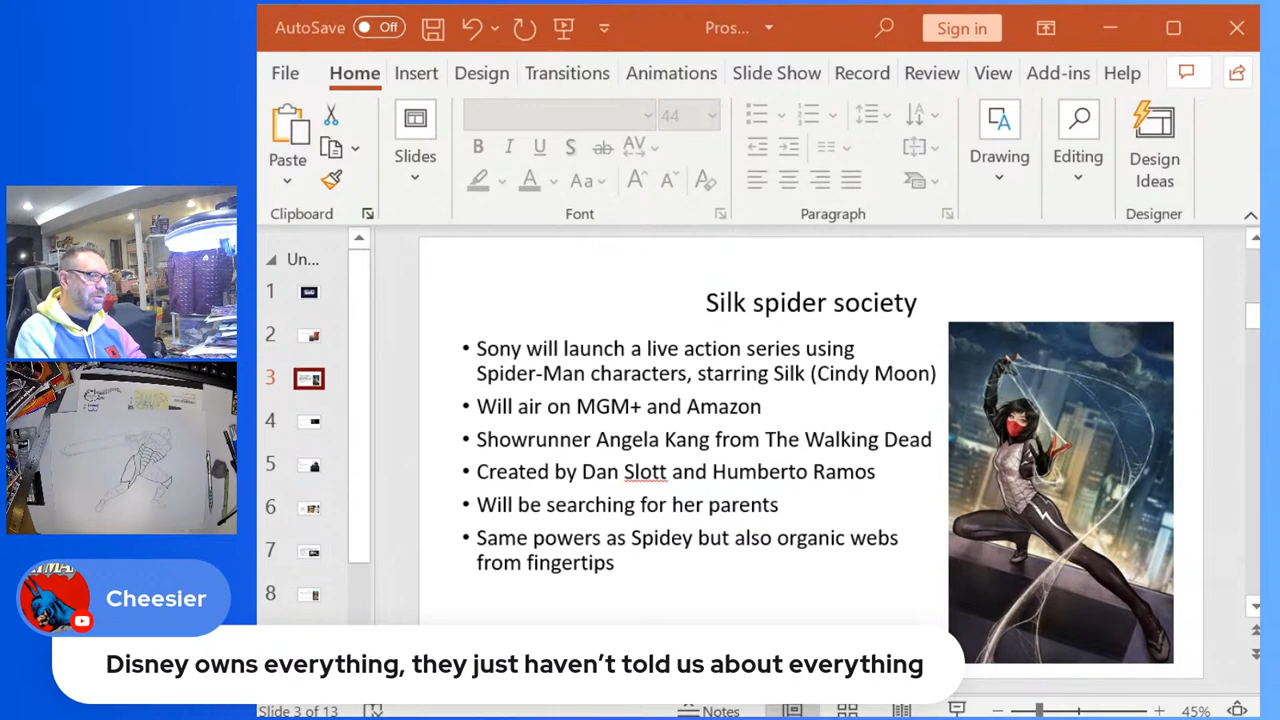 AutoSave Off Pros... Sign in
File Home Insert Design Transitions Animations Slide Show Record Review View Add-ins Help
44
B I U S ab AV
A Aa A A A
Paste Slides Drawing Editing Design Ideas
Clipboard Font Paragraph Designer
Un...
1
2
3
4
5
6
7
8
Silk spider society
• Sony will launch a live action series using
Spider-Man characters, starring Silk (Cindy Moon)
• Will air on MGM+ and Amazon
• Showrunner Angela Kang from The Walking Dead
• Created by Dan Slott and Humberto Ramos
• Will be searching for her parents
• Same powers as Spidey but also organic webs
from fingertips
Cheesier
Disney owns everything, they just haven't told us about everything
Slide 3 of 13 Notes 45%